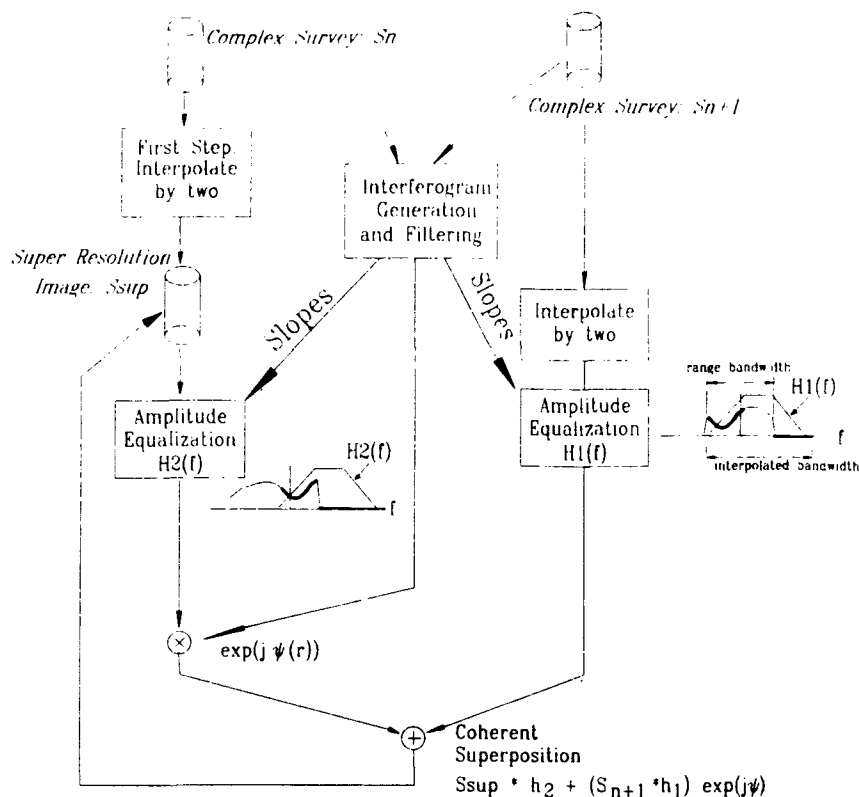 Complex Survey: Sn
Complex Survey: Sn+1
First Step.
Interpolate
by two
Interferogram
Generation
and Filtering
Super Resolution
Image. Ssup
Slopes
Slopes
Interpolate
by two
range bandwidth
H1(f)
f
interpolated bandwidth
Amplitude
Equalization
H2(f)
Amplitude
Equalization
H1(f)
H2(f)
f
×
exp(j ψ(r))
+
Coherent
Superposition
Ssup * h2 + (Sn+1 *h1) exp(jψ)